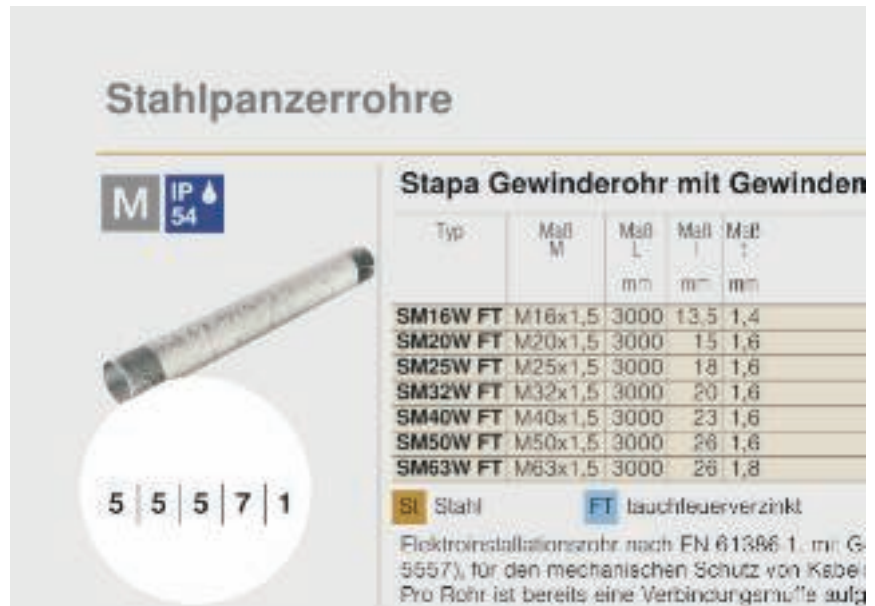 Stahlpanzerrohre
M IP 54
Stapa Gewinderohr mit Gewindem
Typ Maß M Maß L Maß l Maß t
mm mm mm
SM16W FT M16x1,5 3000 13,5 1,4
SM20W FT M20x1,5 3000 15 1,6
SM25W FT M25x1,5 3000 18 1,6
SM32W FT M32x1,5 3000 20 1,6
SM40W FT M40x1,5 3000 23 1,6
SM50W FT M50x1,5 3000 26 1,6
SM63W FT M63x1,5 3000 26 1,8
5 5 5 7 1
St Stahl FT tauchfeuerverzinkt
Elektroinstallationsrohr nach EN 61386-1, mit G
5557), für den mechanischen Schutz von Kabel
Pro Rohr ist bereits eine Verbindungsmuffe aufg